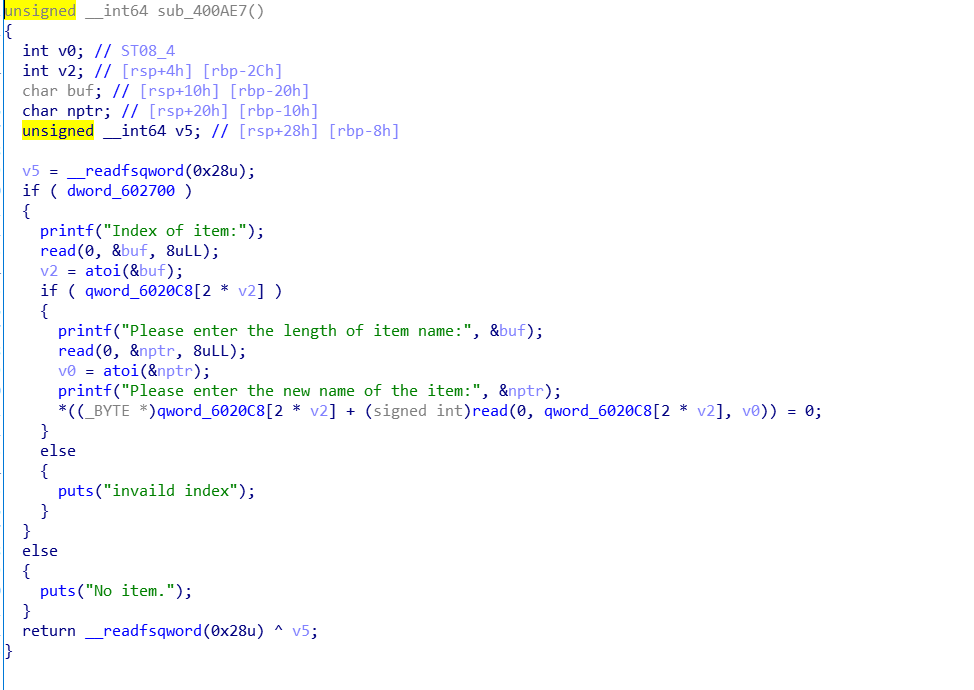 unsigned __int64 sub_400AE7()
{
  int v0; // ST08_4
  int v2; // [rsp+4h] [rbp-2Ch]
  char buf; // [rsp+10h] [rbp-20h]
  char nptr; // [rsp+20h] [rbp-10h]
  unsigned __int64 v5; // [rsp+28h] [rbp-8h]

  v5 = __readfsqword(0x28u);
  if ( dword_602700 )
  {
    printf("Index of item:");
    read(0, &buf, 8uLL);
    v2 = atoi(&buf);
    if ( qword_6020C8[2 * v2] )
    {
      printf("Please enter the length of item name:", &buf);
      read(0, &nptr, 8uLL);
      v0 = atoi(&nptr);
      printf("Please enter the new name of the item:", &nptr);
      *((_BYTE *)qword_6020C8[2 * v2] + (signed int)read(0, qword_6020C8[2 * v2], v0)) = 0;
    }
    else
    {
      puts("invaild index");
    }
  }
  else
  {
    puts("No item.");
  }
  return __readfsqword(0x28u) ^ v5;
}